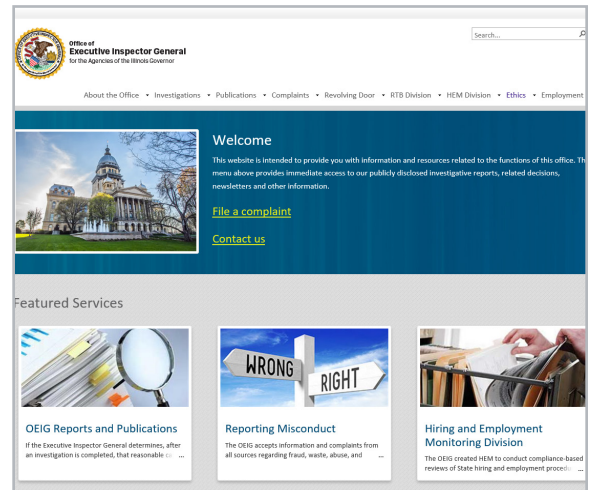 Office of
Executive Inspector General
for the Agencies of the Illinois Governor
Search...
About the Office • Investigations • Publications • Complaints • Revolving Door • RTB Division • HEM Division • Ethics • Employment
Welcome
This website is intended to provide you with information and resources related to the functions of this office. Th
menu above provides immediate access to our publicly disclosed investigative reports, related decisions,
newsletters and other information.
File a complaint
Contact us
Featured Services
WRONG
RIGHT
OEIG Reports and Publications
If the Executive Inspector General determines, after
an investigation is completed, that reasonable ca ...
Reporting Misconduct
The OEIG accepts information and complaints from
all sources regarding fraud, waste, abuse, and ...
Hiring and Employment
Monitoring Division
The OEIG created HEM to conduct compliance-based
reviews of State hiring and employment procedu ...